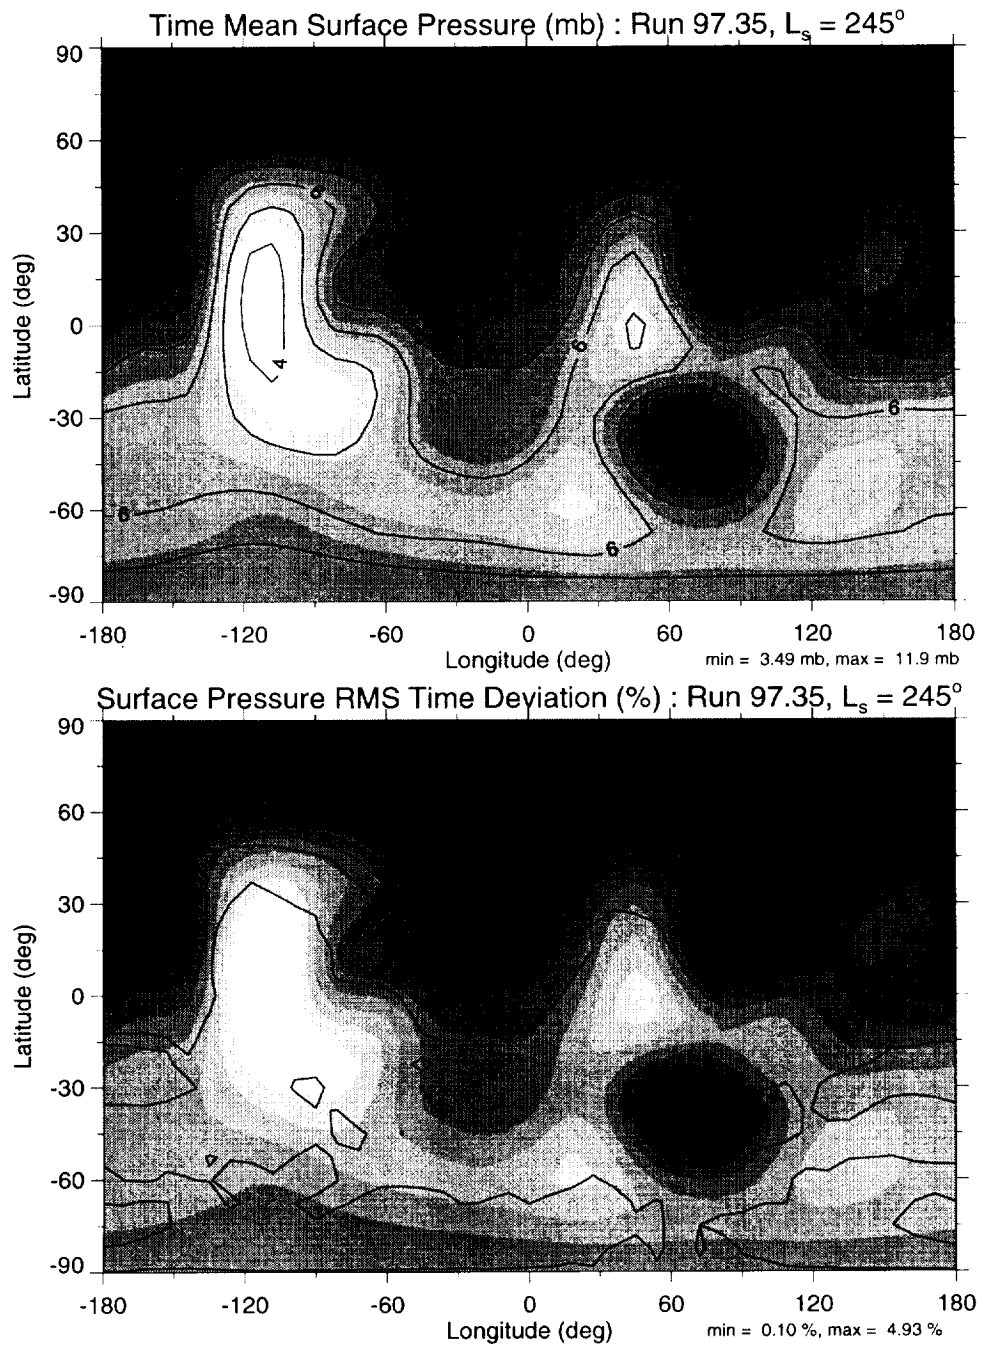 Time Mean Surface Pressure (mb) : Run 97.35, Ls = 245°
90
60
30
0
-30
-60
-90
Latitude (deg)
6
4
6
6
6
6
-180 -120 -60 0 60 120 180
Longitude (deg)
min = 3.49 mb, max = 11.9 mb
Surface Pressure RMS Time Deviation (%) : Run 97.35, Ls = 245°
90
60
30
0
-30
-60
-90
Latitude (deg)
-180 -120 -60 0 60 120 180
Longitude (deg)
min = 0.10 %, max = 4.93 %